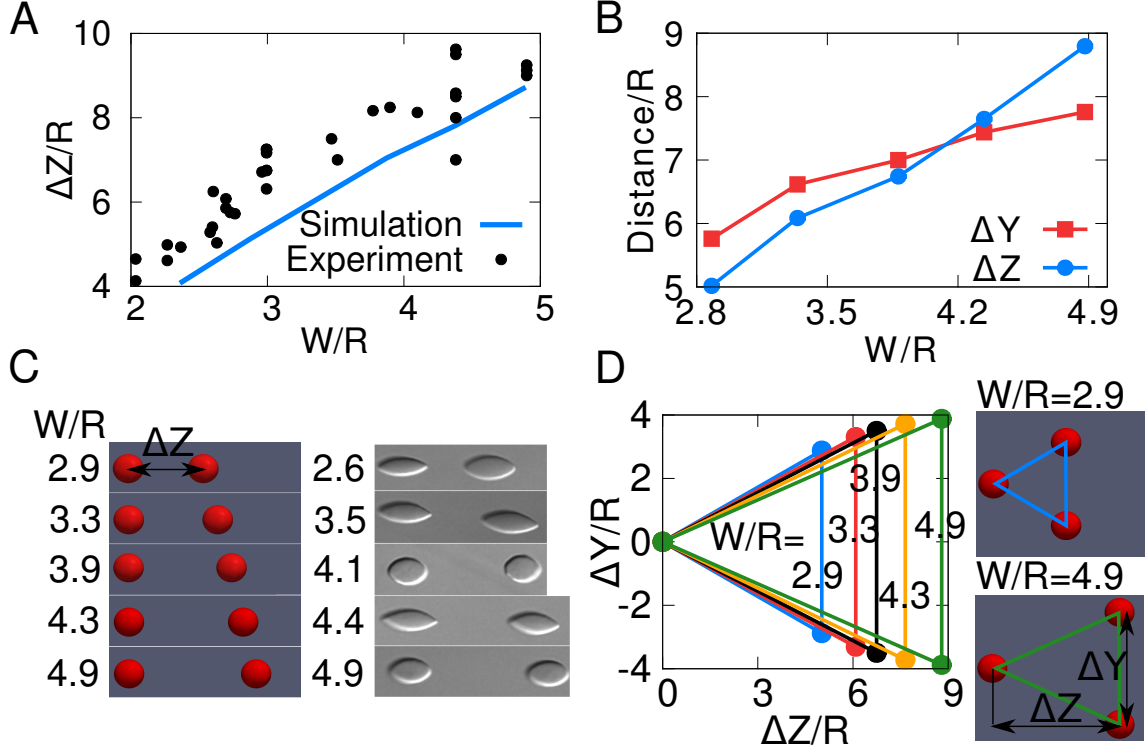 A
ΔZ/R
10
8
6
4
2
3
4
5
W/R
Simulation
Experiment
B
Distance/R
9
8
7
6
5
2.8
3.5
4.2
4.9
W/R
ΔY
ΔZ
C
W/R
ΔZ
2.9
3.3
3.9
4.3
4.9
2.6
3.5
4.1
4.4
4.9
D
ΔY/R
4
2
0
-2
-4
0
3
6
9
ΔZ/R
W/R=
2.9
3.3
3.9
4.3
4.9
W/R=2.9
W/R=4.9
ΔY
ΔZ